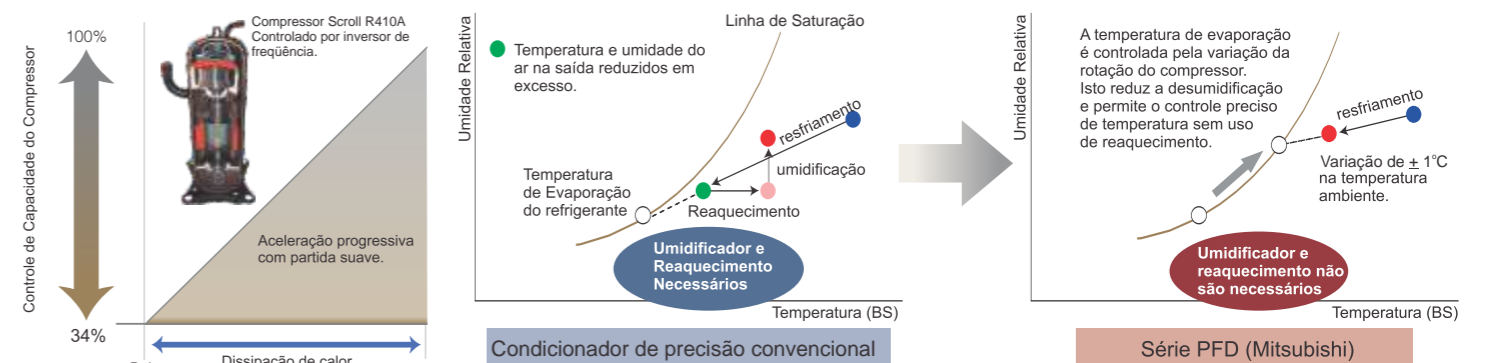 Controle de Capacidade do Compressor
100%
34%
Compressor Scroll R410A
Controlado por inversor de
freqüência.
Aceleração progressiva
com partida suave.
Dissipação de calor
Umidade Relativa
Linha de Saturação
Temperatura e umidade do
ar na saída reduzidos em
excesso.
resfriamento
umidificação
Temperatura
de Evaporação
do refrigerante
Reaquecimento
Umidificador e
Reaquecimento
Necessários
Temperatura (BS)
Condicionador de precisão convencional
Umidade Relativa
A temperatura de evaporação
é controlada pela variação da
rotação do compressor.
Isto reduz a desumidificação
e permite o controle preciso
de temperatura sem uso
de reaquecimento.
resfriamento
Variação de ± 1°C
na temperatura
ambiente.
Umidificador e
reaquecimento não
são necessários
Temperatura (BS)
Série PFD (Mitsubishi)